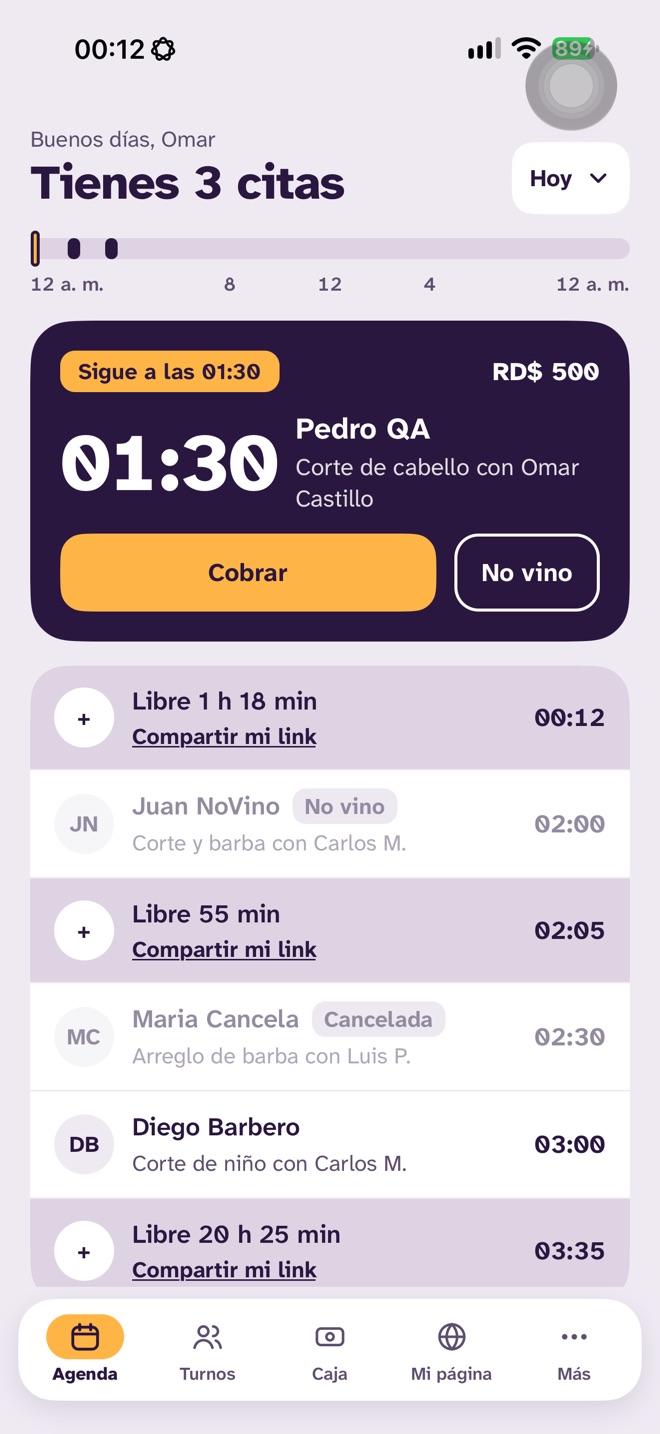 00:12
89
Buenos días, Omar
Tienes 3 citas
Hoy
12 a. m. 8 12 4 12 a. m.
Sigue a las 01:30
RD$ 500
01:30
Pedro QA
Corte de cabello con Omar
Castillo
Cobrar
No vino
+
Libre 1 h 18 min
Compartir mi link
00:12
JN
Juan NoVino No vino
Corte y barba con Carlos M.
02:00
+
Libre 55 min
Compartir mi link
02:05
MC
Maria Cancela Cancelada
Arreglo de barba con Luis P.
02:30
DB
Diego Barbero
Corte de niño con Carlos M.
03:00
+
Libre 20 h 25 min
Compartir mi link
03:35
Agenda
Turnos
Caja
Mi página
Más